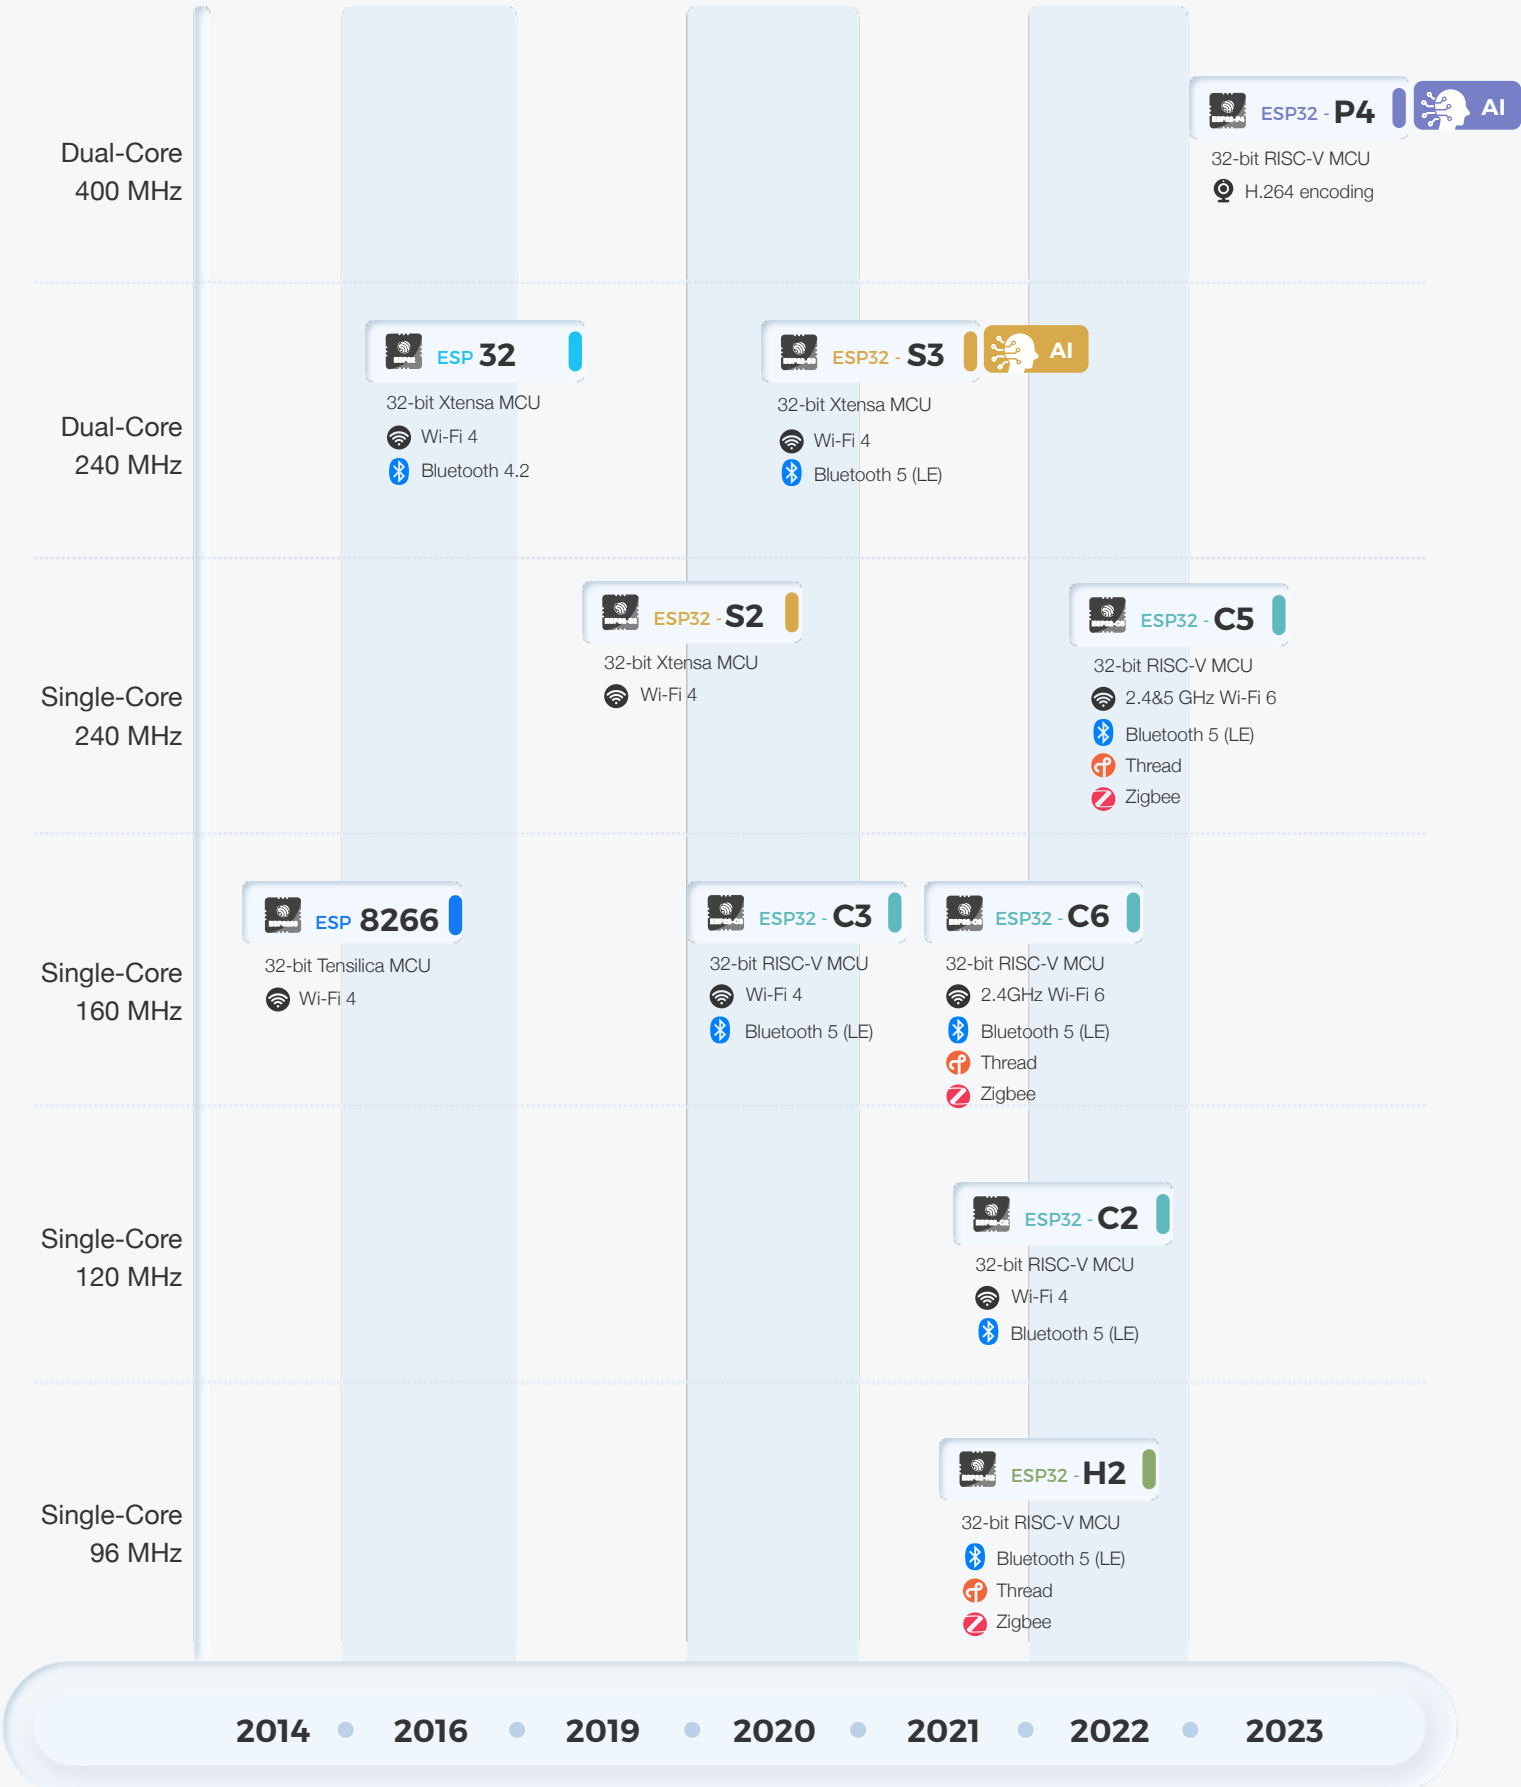 Dual-Core
400 MHz
ESP32 - P4
AI
32-bit RISC-V MCU
H.264 encoding
Dual-Core
240 MHz
ESP 32
32-bit Xtensa MCU
Wi-Fi 4
Bluetooth 4.2
ESP32 - S3
AI
32-bit Xtensa MCU
Wi-Fi 4
Bluetooth 5 (LE)
Single-Core
240 MHz
ESP32 - S2
32-bit Xtensa MCU
Wi-Fi 4
ESP32 - C5
32-bit RISC-V MCU
2.4&5 GHz Wi-Fi 6
Bluetooth 5 (LE)
Thread
Zigbee
Single-Core
160 MHz
ESP 8266
32-bit Tensilica MCU
Wi-Fi 4
ESP32 - C3
32-bit RISC-V MCU
Wi-Fi 4
Bluetooth 5 (LE)
ESP32 - C6
32-bit RISC-V MCU
2.4GHz Wi-Fi 6
Bluetooth 5 (LE)
Thread
Zigbee
Single-Core
120 MHz
ESP32 - C2
32-bit RISC-V MCU
Wi-Fi 4
Bluetooth 5 (LE)
Single-Core
96 MHz
ESP32 - H2
32-bit RISC-V MCU
Bluetooth 5 (LE)
Thread
Zigbee
2014 2016 2019 2020 2021 2022 2023